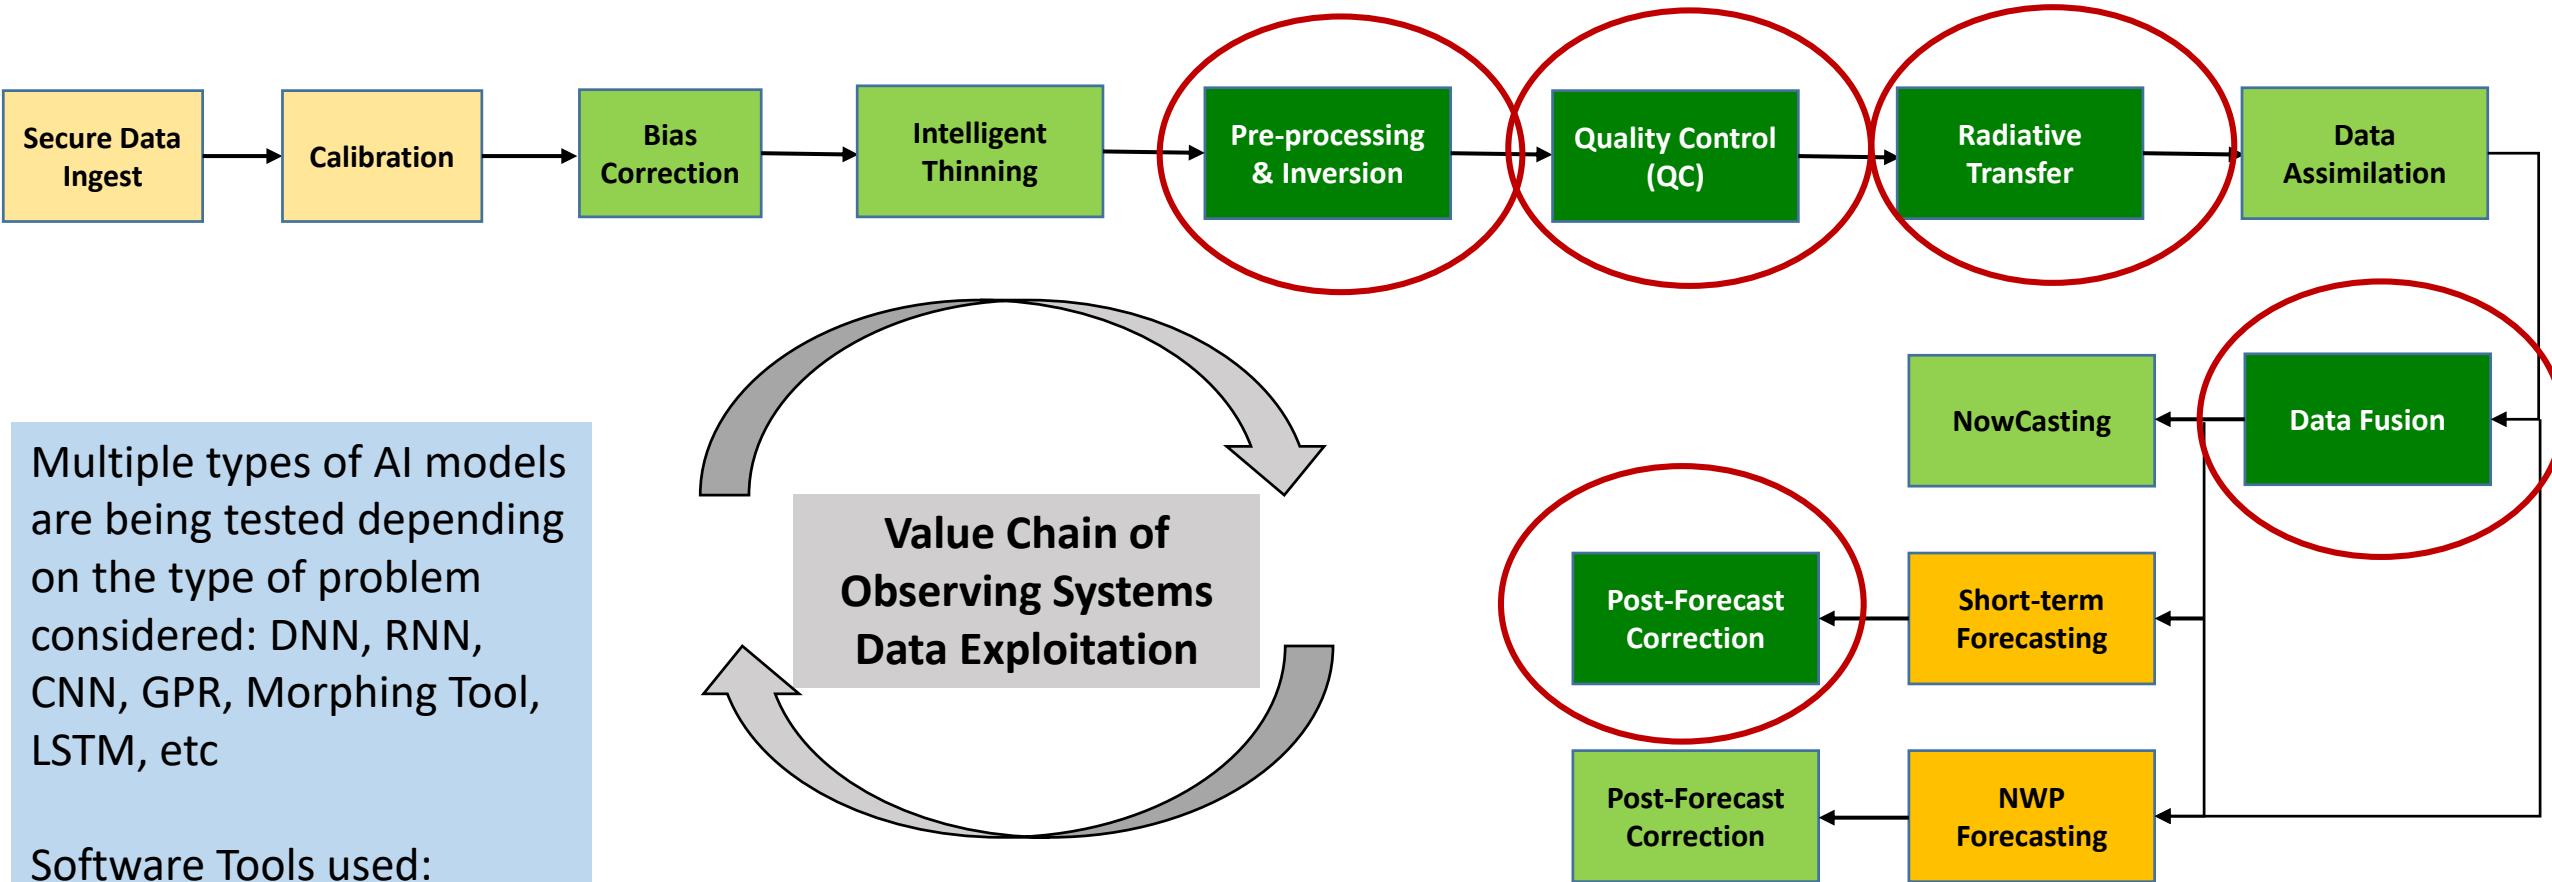 Secure Data
Ingest
Calibration
Bias
Correction
Intelligent
Thinning
Pre-processing
& Inversion
Quality Control
(QC)
Radiative
Transfer
Data
Assimilation
NowCasting
Data Fusion
Post-Forecast
Correction
Short-term
Forecasting
Post-Forecast
Correction
NWP
Forecasting
Value Chain of
Observing Systems
Data Exploitation
Multiple types of AI models
are being tested depending
on the type of problem
considered: DNN, RNN,
CNN, GPR, Morphing Tool,
LSTM, etc
Software Tools used: